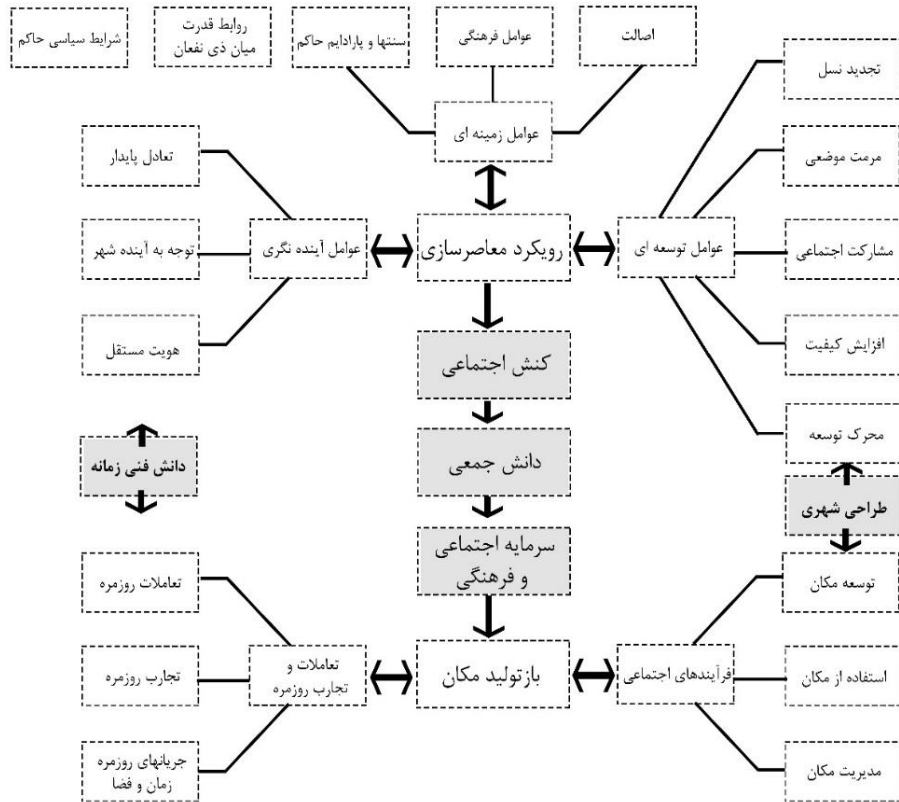 اصالت
عوامل فرهنگی
سنتها و پارادایم حاکم
روابط قدرت
میان ذی نفعان
شرایط سیاسی حاکم
عوامل زمینه ای
تجدید نسل
مرمت موضعی
مشارکت اجتماعی
افزایش کیفیت
محرک توسعه
عوامل توسعه ای
رویکرد معاصرسازی
عوامل آینده نگری
تعادل پایدار
توجه به آینده شهر
هویت مستقل
کنش اجتماعی
دانش جمعی
سرمایه اجتماعی
و فرهنگی
طراحی شهری
دانش فنی زمانه
توسعه مکان
استفاده از مکان
مدیریت مکان
فرآیندهای اجتماعی
بازتولید مکان
تعاملات و
تجارب روزمره
تعاملات روزمره
تجارب روزمره
جریانهای روزمره
زمان و فضا